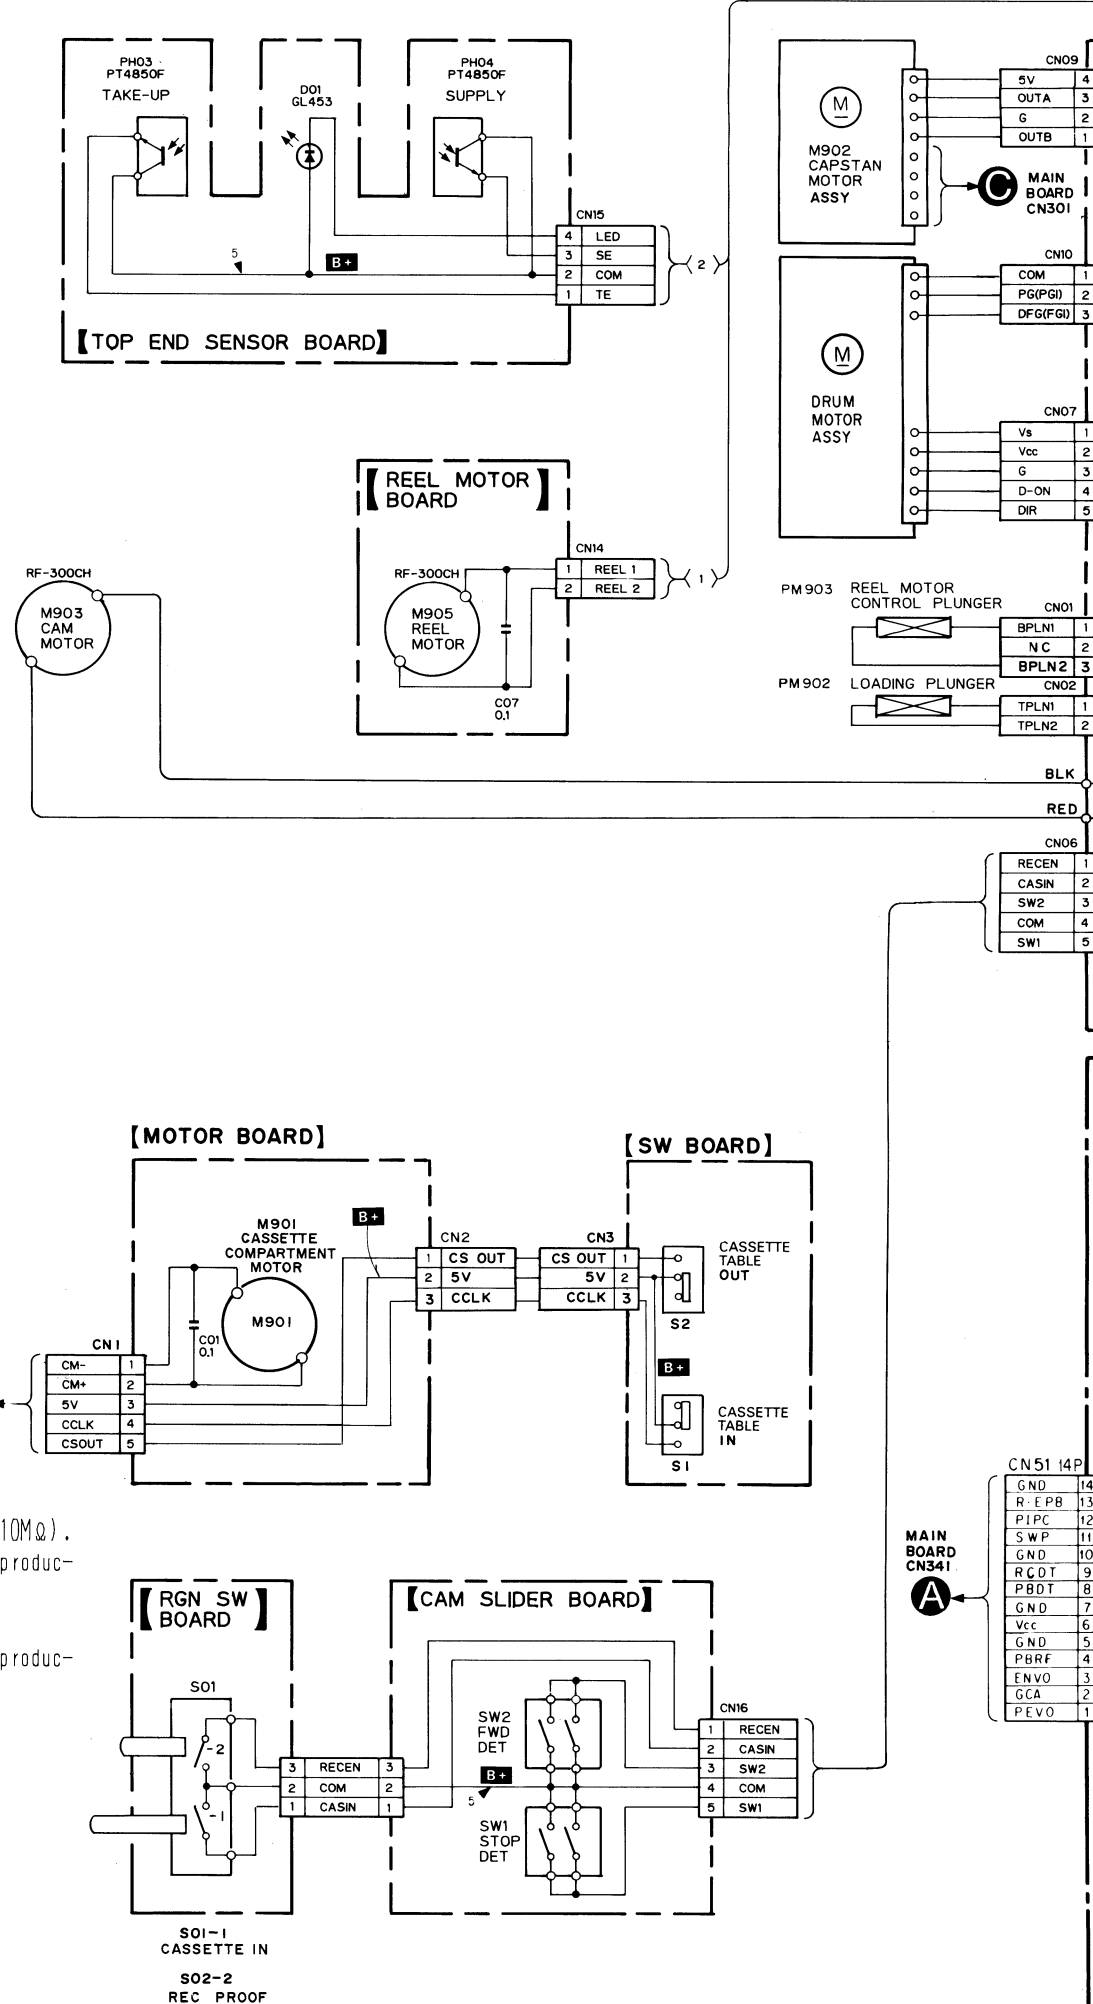 PH03
PT4850F
TAKE-UP
D01
GL453
PH04
PT4850F
SUPPLY
CN15
4 LED
3 SE
2 COM
1 TE
2
5
B+
【TOP END SENSOR BOARD】
M
M902
CAPSTAN
MOTOR
ASSY
CN09
5V 4
OUTA 3
G 2
OUTB 1
C
MAIN
BOARD
CN301
M
DRUM
MOTOR
ASSY
CN10
COM 1
PG(PGI) 2
DFG(FGI) 3
CN07
Vs 1
Vcc 2
G 3
D-ON 4
DIR 5
【REEL MOTOR
BOARD】
RF-300CH
M905
REEL
MOTOR
C07
0.1
CN14
1 REEL 1
2 REEL 2
1
RF-300CH
M903
CAM
MOTOR
PM903 REEL MOTOR
CONTROL PLUNGER
CN01
BPLN1 1
NC 2
BPLN2 3
PM902 LOADING PLUNGER
CN02
TPLN1 1
TPLN2 2
BLK
RED
CN06
RECEN 1
CASIN 2
SW2 3
COM 4
SW1 5
【MOTOR BOARD】
M901
CASSETTE
COMPARTMENT
MOTOR
M901
B+
C01
0.1
CN1
CM- 1
CM+ 2
5V 3
CCLK 4
CSOUT 5
CN2
1 CS OUT
2 5V
3 CCLK
【SW BOARD】
CN3
CS OUT 1
5V 2
CCLK 3
CASSETTE
TABLE
OUT
S2
B+
CASSETTE
TABLE
IN
S1
10MΩ).
produc-
produc-
MAIN
BOARD
CN341
A
CN51 14P
GND 14
R·EPB 13
PIPC 12
SWP 11
GND 10
RCDT 9
PBDT 8
GND 7
Vcc 6
GND 5
PBRF 4
ENVO 3
GCA 2
PEVO 1
【RGN SW
BOARD】
S01
-2
-1
3 RECEN 3
2 COM 2
1 CASIN 1
【CAM SLIDER BOARD】
SW2
FWD
DET
B+
5
SW1
STOP
DET
CN16
1 RECEN
2 CASIN
3 SW2
4 COM
5 SW1
S01-1
CASSETTE IN
S02-2
REC PROOF